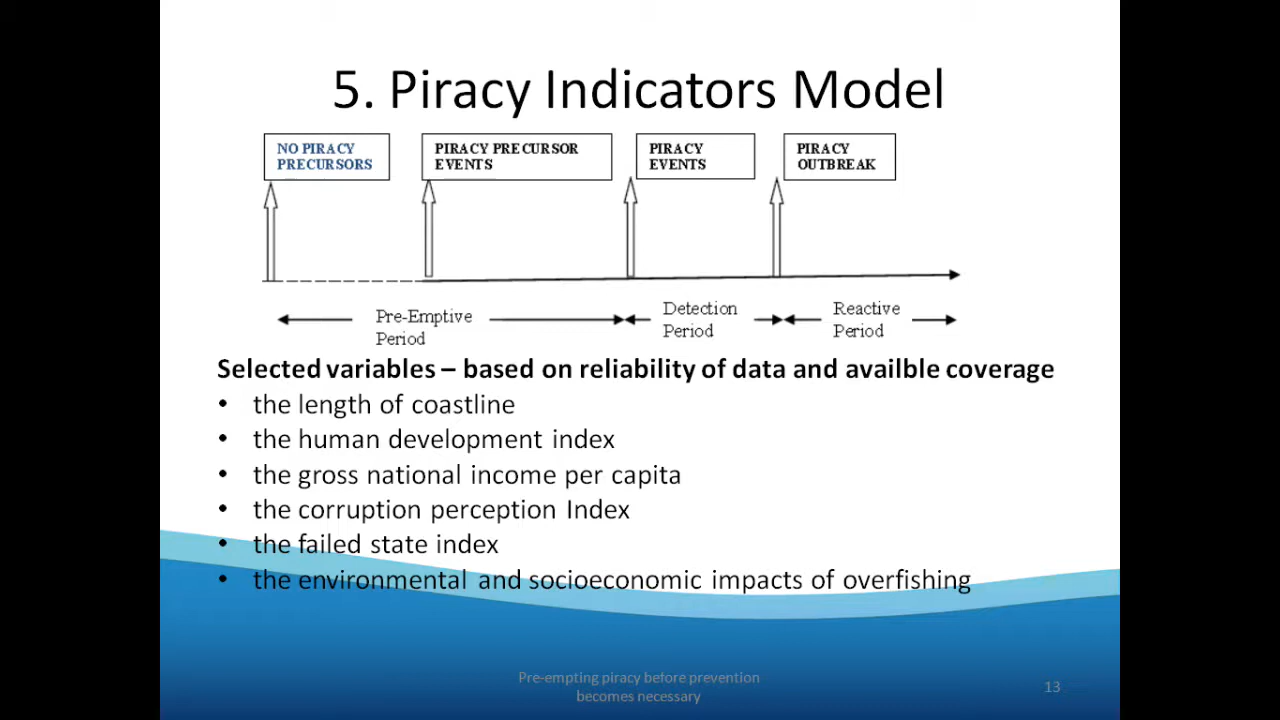 5. Piracy Indicators Model
NO PIRACY
PRECURSORS
PIRACY PRECURSOR
EVENTS
PIRACY
EVENTS
PIRACY
OUTBREAK
Pre-Emptive
Period
Detection
Period
Reactive
Period
Selected variables – based on reliability of data and availble coverage
• the length of coastline
• the human development index
• the gross national income per capita
• the corruption perception Index
• the failed state index
• the environmental and socioeconomic impacts of overfishing
Pre-empting piracy before prevention
becomes necessary
13